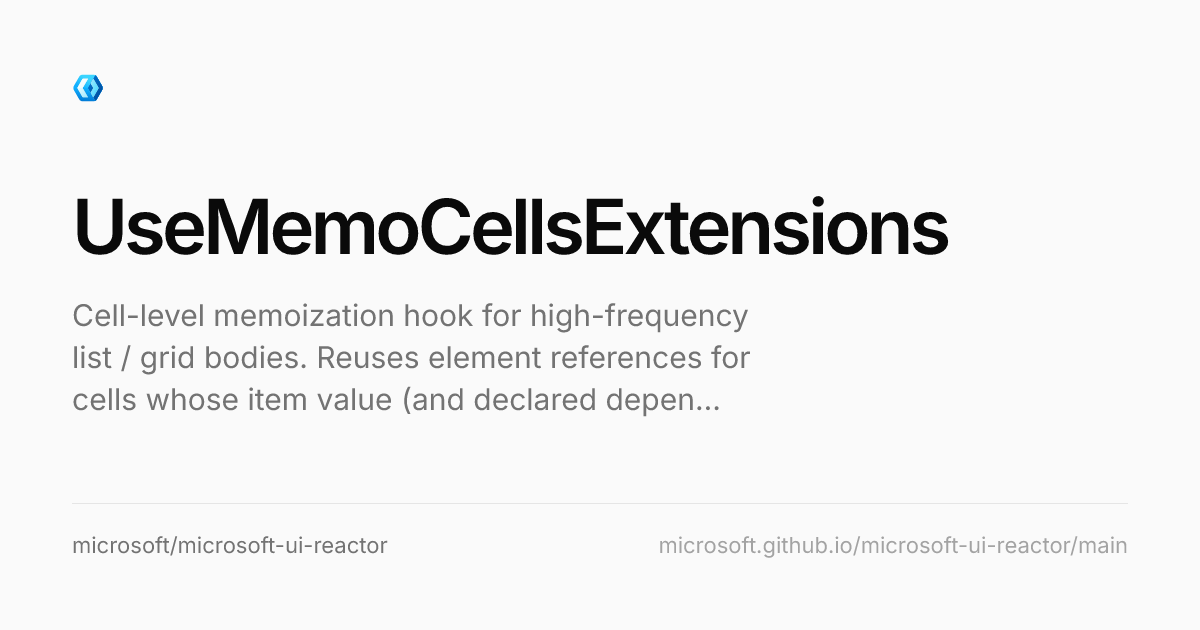 UseMemoCellsExtensions
Cell-level memoization hook for high-frequency
list / grid bodies. Reuses element references for
cells whose item value (and declared depen...
microsoft/microsoft-ui-reactor
microsoft.github.io/microsoft-ui-reactor/main